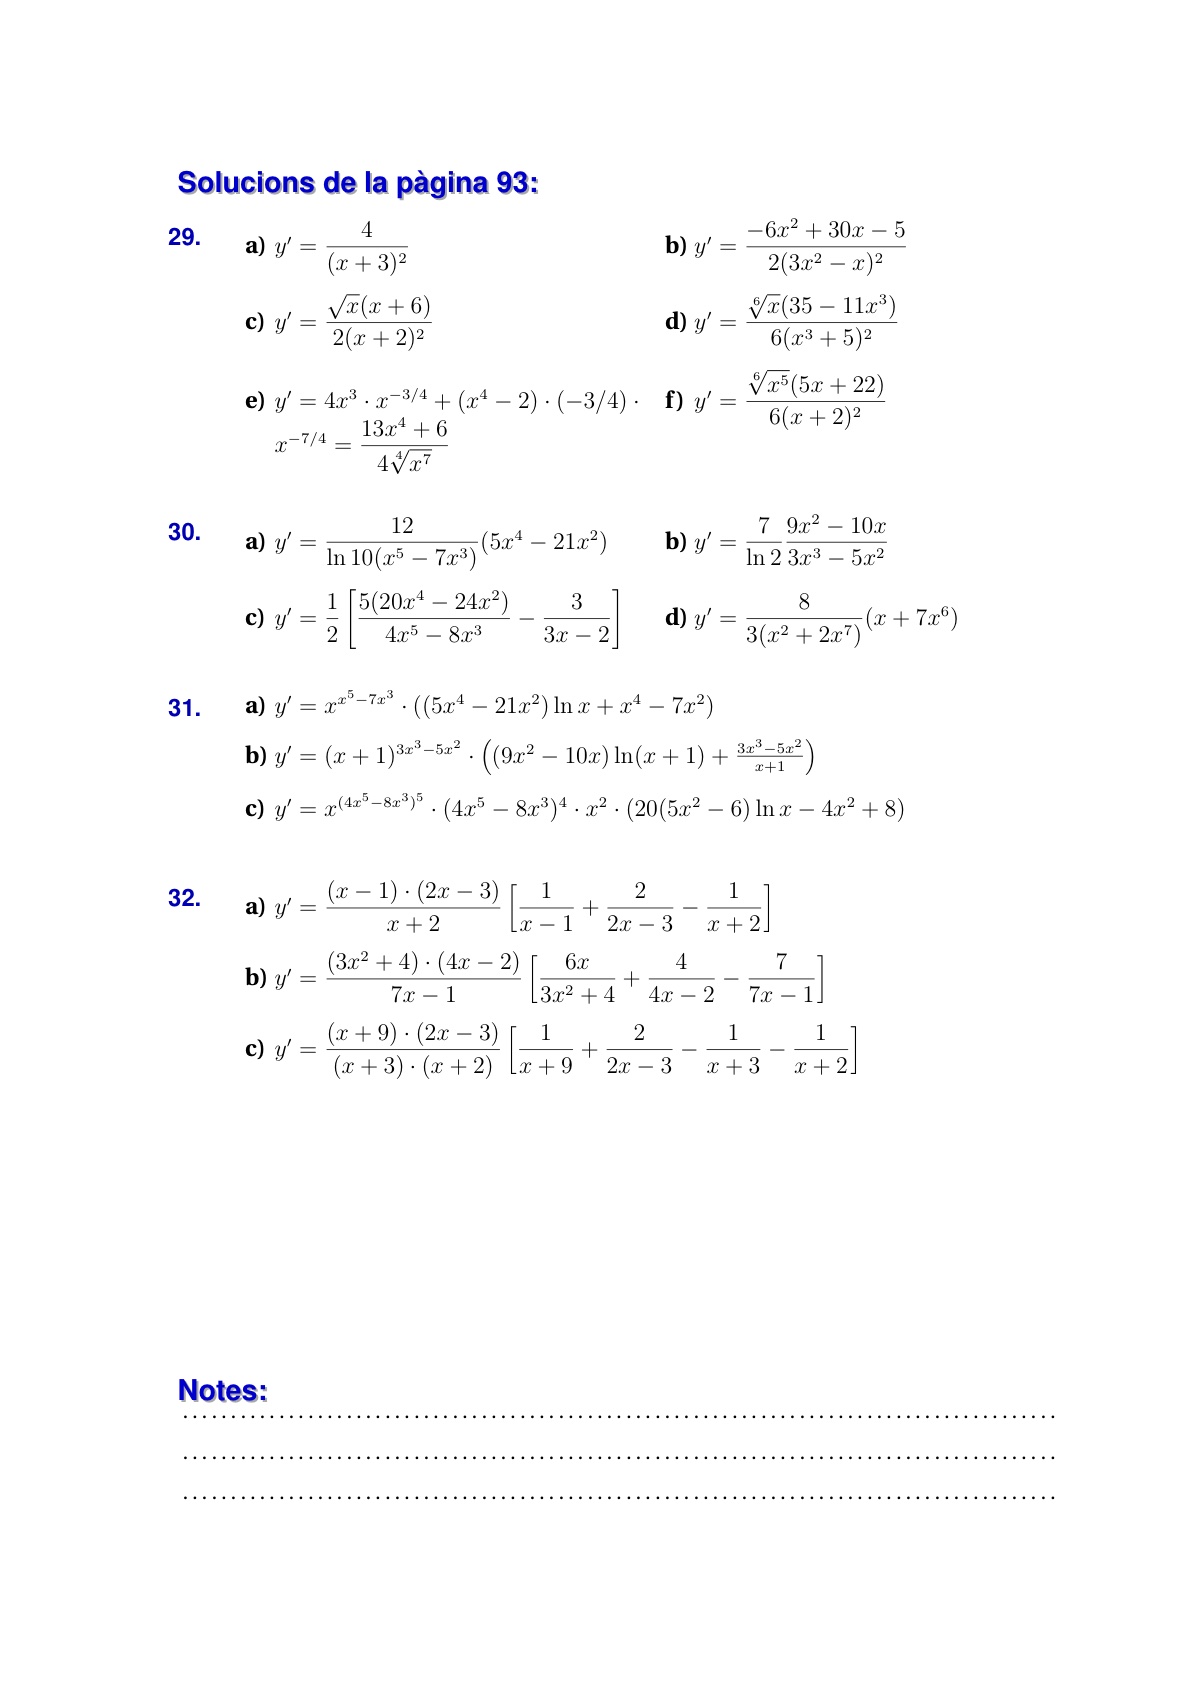 Solucions de la pàgina 93:
29. a) $y' = \frac{4}{(x+3)^2}$ b) $y' = \frac{-6x^2+30x-5}{2(3x^2-x)^2}$
c) $y' = \frac{\sqrt{x}(x+6)}{2(x+2)^2}$ d) $y' = \frac{\sqrt[6]{x}(35-11x^3)}{6(x^3+5)^2}$
e) $y' = 4x^3 \cdot x^{-3/4} + (x^4-2) \cdot (-3/4) \cdot$ f) $y' = \frac{\sqrt[6]{x^5}(5x+22)}{6(x+2)^2}$
$x^{-7/4} = \frac{13x^4+6}{4\sqrt[4]{x^7}}$
30. a) $y' = \frac{12}{\ln 10(x^5-7x^3)}(5x^4-21x^2)$ b) $y' = \frac{7}{\ln 2}\frac{9x^2-10x}{3x^3-5x^2}$
c) $y' = \frac{1}{2}\left[\frac{5(20x^4-24x^2)}{4x^5-8x^3} - \frac{3}{3x-2}\right]$ d) $y' = \frac{8}{3(x^2+2x^7)}(x+7x^6)$
31. a) $y' = x^{x^5-7x^3} \cdot ((5x^4-21x^2)\ln x + x^4 - 7x^2)$
b) $y' = (x+1)^{3x^3-5x^2} \cdot \left((9x^2-10x)\ln(x+1) + \frac{3x^3-5x^2}{x+1}\right)$
c) $y' = x^{(4x^5-8x^3)^5} \cdot (4x^5-8x^3)^4 \cdot x^2 \cdot (20(5x^2-6)\ln x - 4x^2 + 8)$
32. a) $y' = \frac{(x-1)\cdot(2x-3)}{x+2}\left[\frac{1}{x-1} + \frac{2}{2x-3} - \frac{1}{x+2}\right]$
b) $y' = \frac{(3x^2+4)\cdot(4x-2)}{7x-1}\left[\frac{6x}{3x^2+4} + \frac{4}{4x-2} - \frac{7}{7x-1}\right]$
c) $y' = \frac{(x+9)\cdot(2x-3)}{(x+3)\cdot(x+2)}\left[\frac{1}{x+9} + \frac{2}{2x-3} - \frac{1}{x+3} - \frac{1}{x+2}\right]$
Notes: